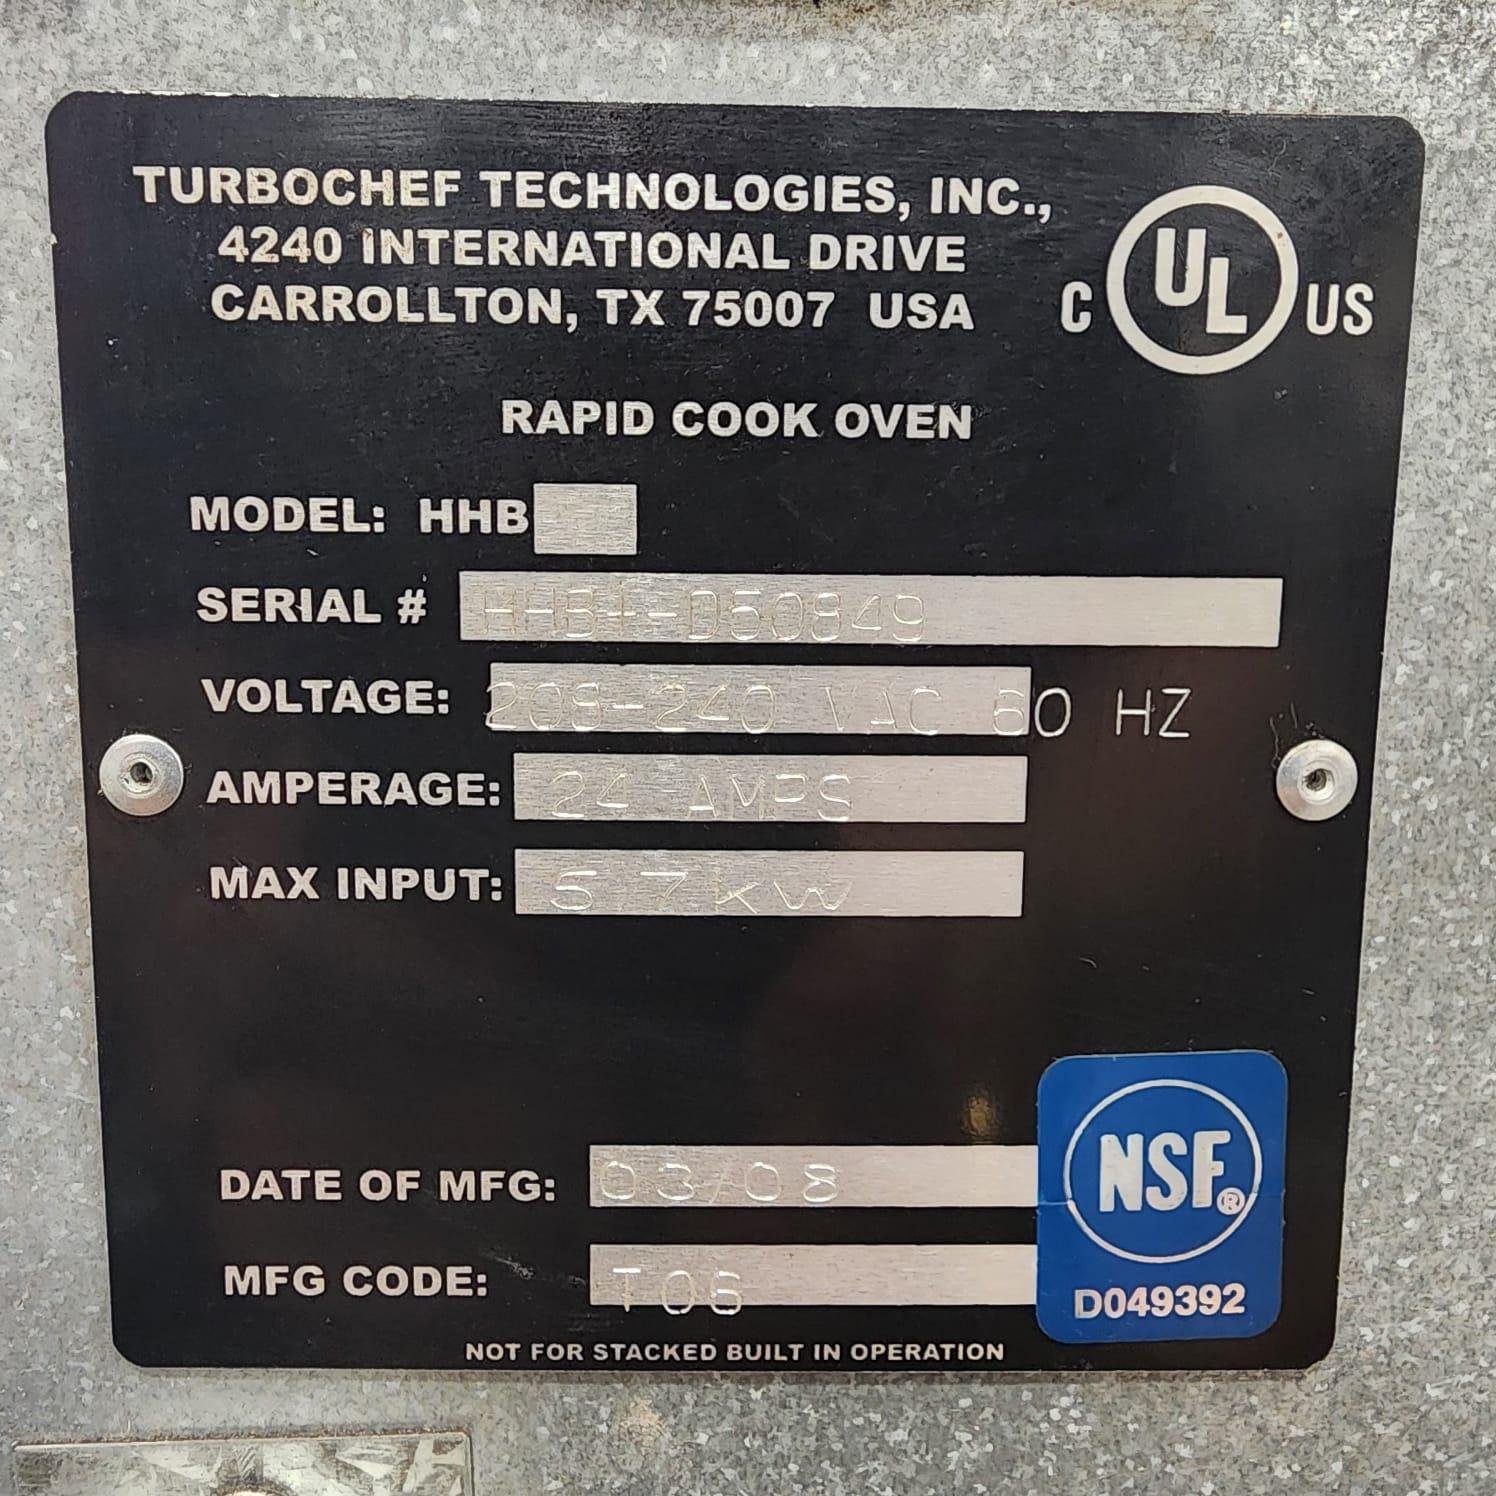 TURBOCHEF TECHNOLOGIES, INC.,
4240 INTERNATIONAL DRIVE
CARROLLTON, TX 75007 USA
C UL US
RAPID COOK OVEN
MODEL: HHB
SERIAL # HHB1-D50849
VOLTAGE: 208-240 VAC 60 HZ
AMPERAGE: 24 AMPS
MAX INPUT: 5.7kW
DATE OF MFG: 03/08
MFG CODE: T06
NSF®
D049392
NOT FOR STACKED BUILT IN OPERATION